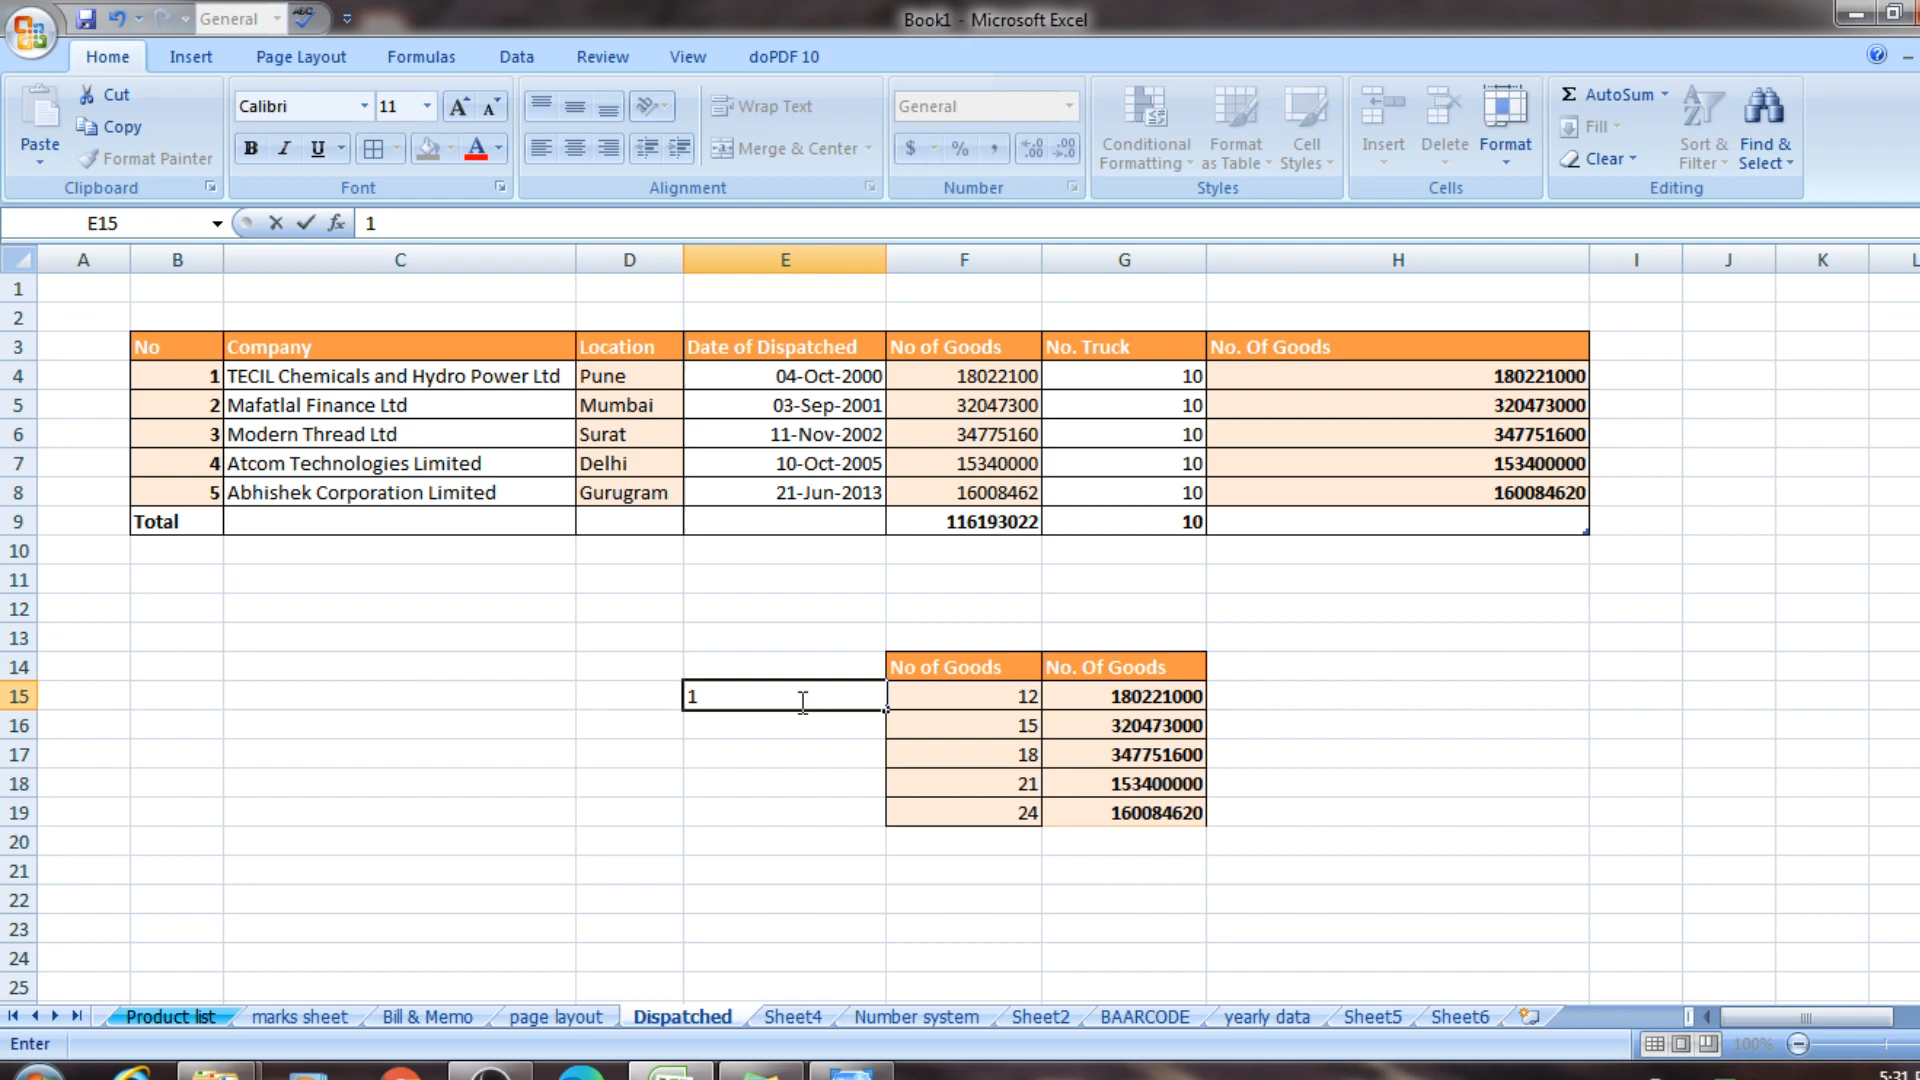 General
Book1 - Microsoft Excel
Home Insert Page Layout Formulas Data Review View doPDF 10
Paste
Cut
Copy
Format Painter
Clipboard
Calibri 11
B I U
Font
Wrap Text
Merge & Center
Alignment
General
$ % ,
Number
Conditional Formatting
Format as Table
Cell Styles
Styles
Insert Delete Format
Cells
Σ AutoSum
Fill
Clear
Sort & Filter
Find & Select
Editing
E15 fx 1
A B C D E F G H I J K L
1
2
3 No Company Location Date of Dispatched No of Goods No. Truck No. Of Goods
4 1 TECIL Chemicals and Hydro Power Ltd Pune 04-Oct-2000 18022100 10 180221000
5 2 Mafatlal Finance Ltd Mumbai 03-Sep-2001 32047300 10 320473000
6 3 Modern Thread Ltd Surat 11-Nov-2002 34775160 10 347751600
7 4 Atcom Technologies Limited Delhi 10-Oct-2005 15340000 10 153400000
8 5 Abhishek Corporation Limited Gurugram 21-Jun-2013 16008462 10 160084620
9 Total 116193022 10
10
11
12
13
14 No of Goods No. Of Goods
15 1 12 180221000
16 15 320473000
17 18 347751600
18 21 153400000
19 24 160084620
20
21
22
23
24
25
Product list marks sheet Bill & Memo page layout Dispatched Sheet4 Number system Sheet2 BAARCODE yearly data Sheet5 Sheet6
Enter 100%
5:31